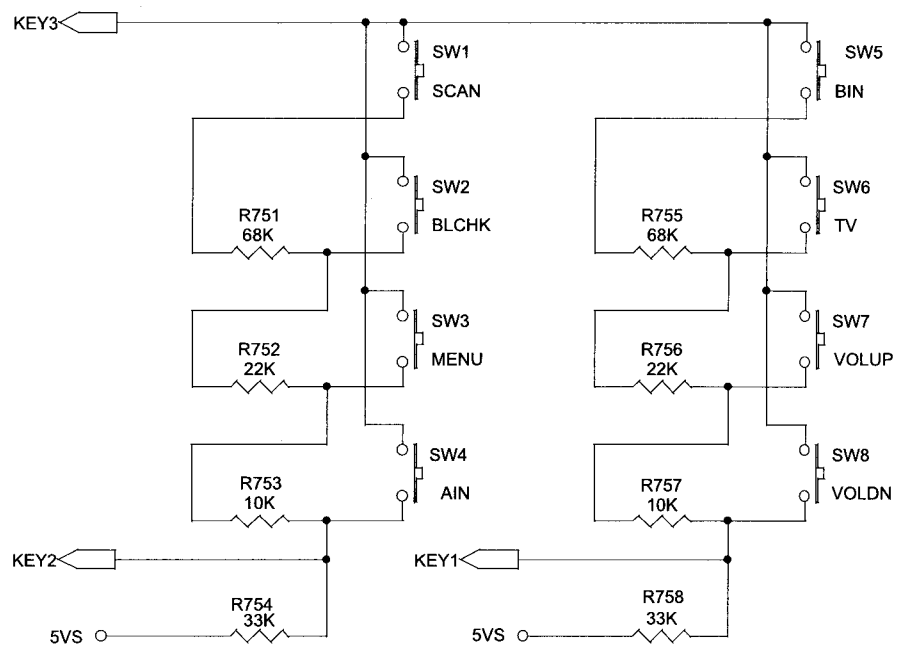 KEY3
SW1
SCAN
SW5
BIN
SW2
BLCHK
SW6
TV
R751
68K
R755
68K
SW3
MENU
SW7
VOLUP
R752
22K
R756
22K
SW4
AIN
SW8
VOLDN
R753
10K
R757
10K
KEY2
KEY1
R754
33K
R758
33K
5VS
5VS